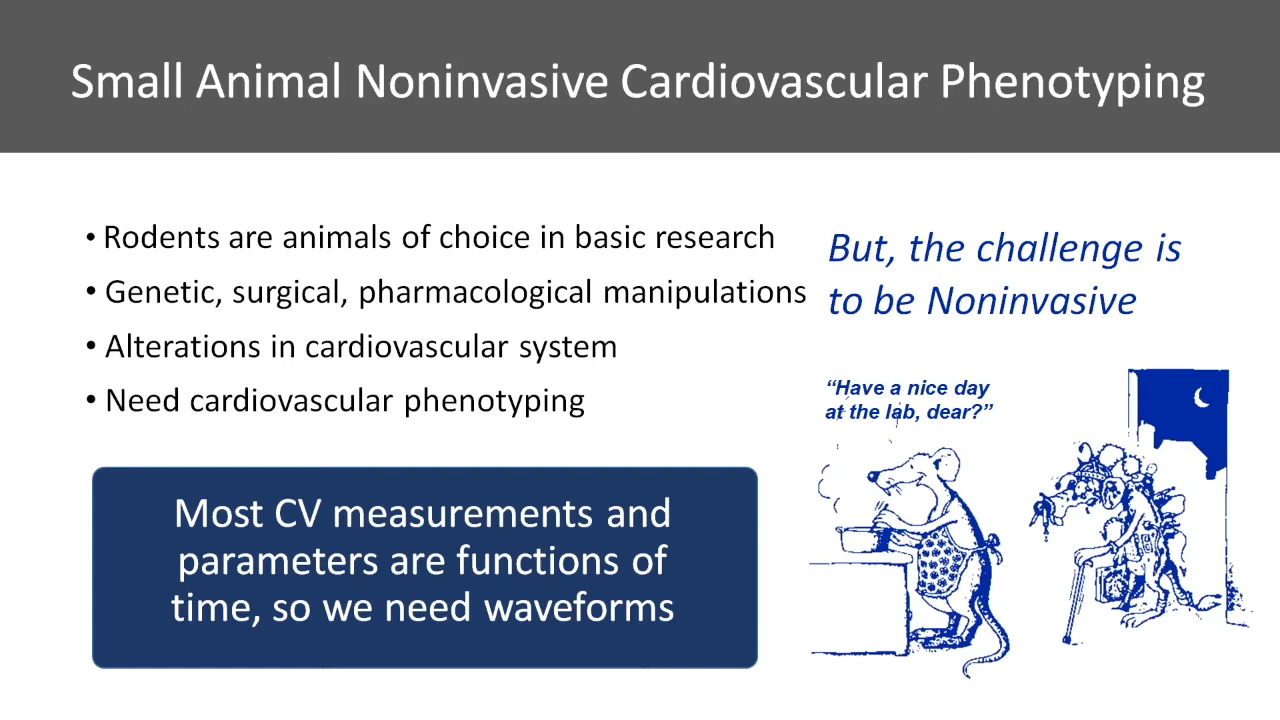 Small Animal Noninvasive Cardiovascular Phenotyping
• Rodents are animals of choice in basic research
• Genetic, surgical, pharmacological manipulations
• Alterations in cardiovascular system
• Need cardiovascular phenotyping
But, the challenge is
to be Noninvasive
“Have a nice day
at the lab, dear?”
Most CV measurements and
parameters are functions of
time, so we need waveforms